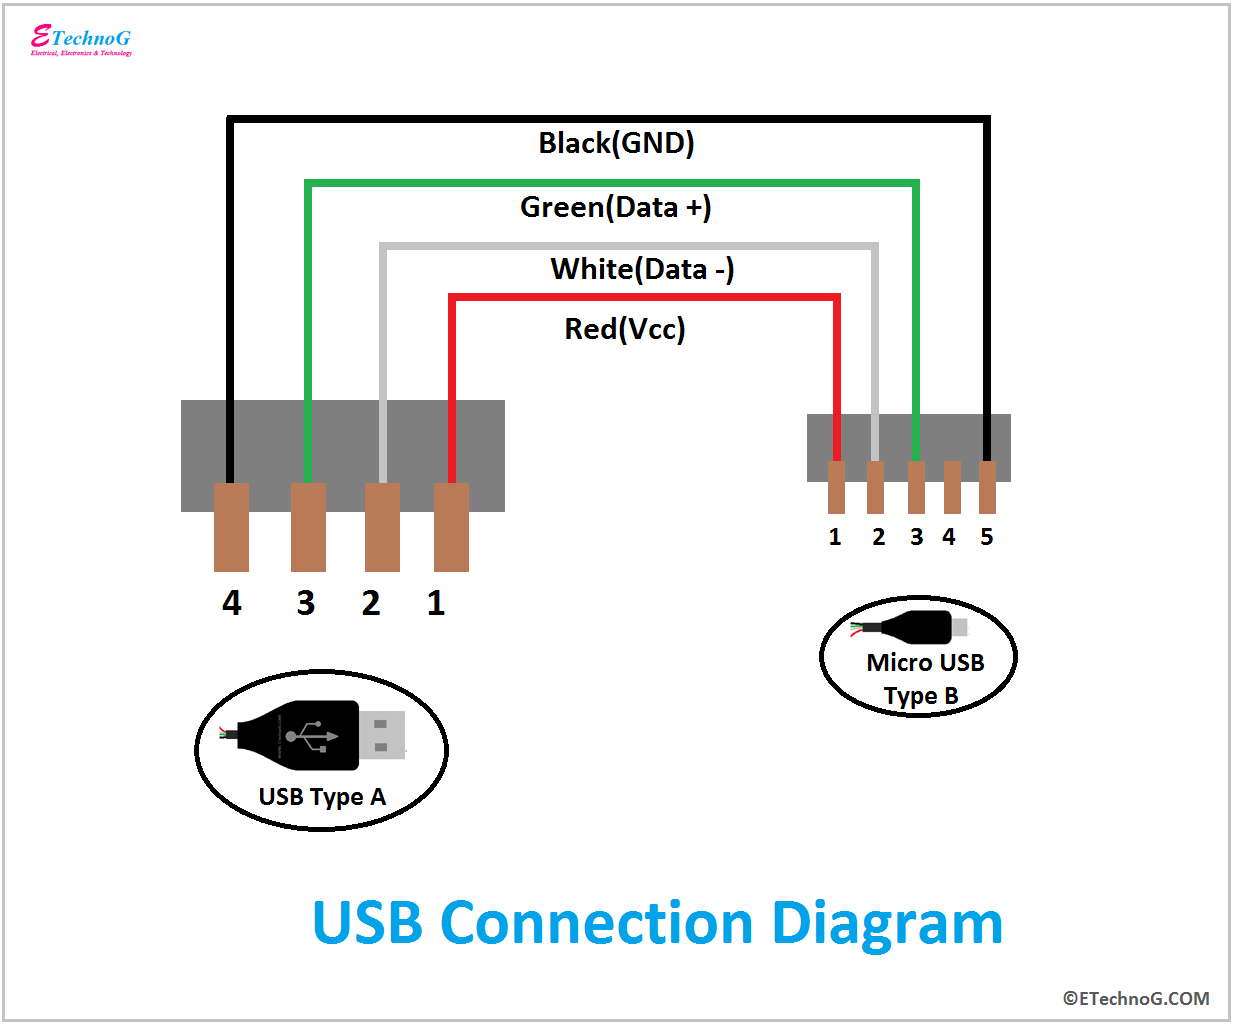 ETechnoG
Electrical, Electronics & Technology
Black(GND)
Green(Data +)
White(Data -)
Red(Vcc)
4 3 2 1
1 2 3 4 5
Micro USB
Type B
USB Type A
USB Connection Diagram
©ETechnoG.COM